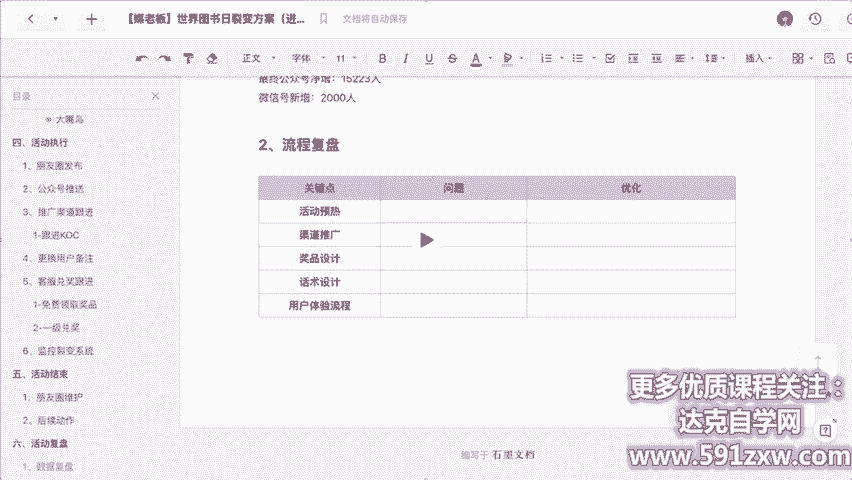 【媒老板】世界图书日裂变方案（进...
文档将自动保存
正文 字体 11 B I U S A 插入
最终公众号净增：15223人
微信号新增：2000人
目录
大嘴鸟
四、活动执行
1、朋友圈发布
2、公众号推送
3、推广渠道跟进
1-跟进KOC
4、更换用户备注
5、客服兑奖跟进
1-免费领取奖品
2-一级兑奖
6、监控裂变系统
五、活动结束
1、朋友圈维护
2、后续动作
六、活动复盘
1、数据复盘
2、流程复盘
关键点 问题 优化
活动预热
渠道推广
奖品设计
话术设计
用户体验流程
编写于 石墨文档
更多优质课程关注：
达克自学网
www.591zxw.com